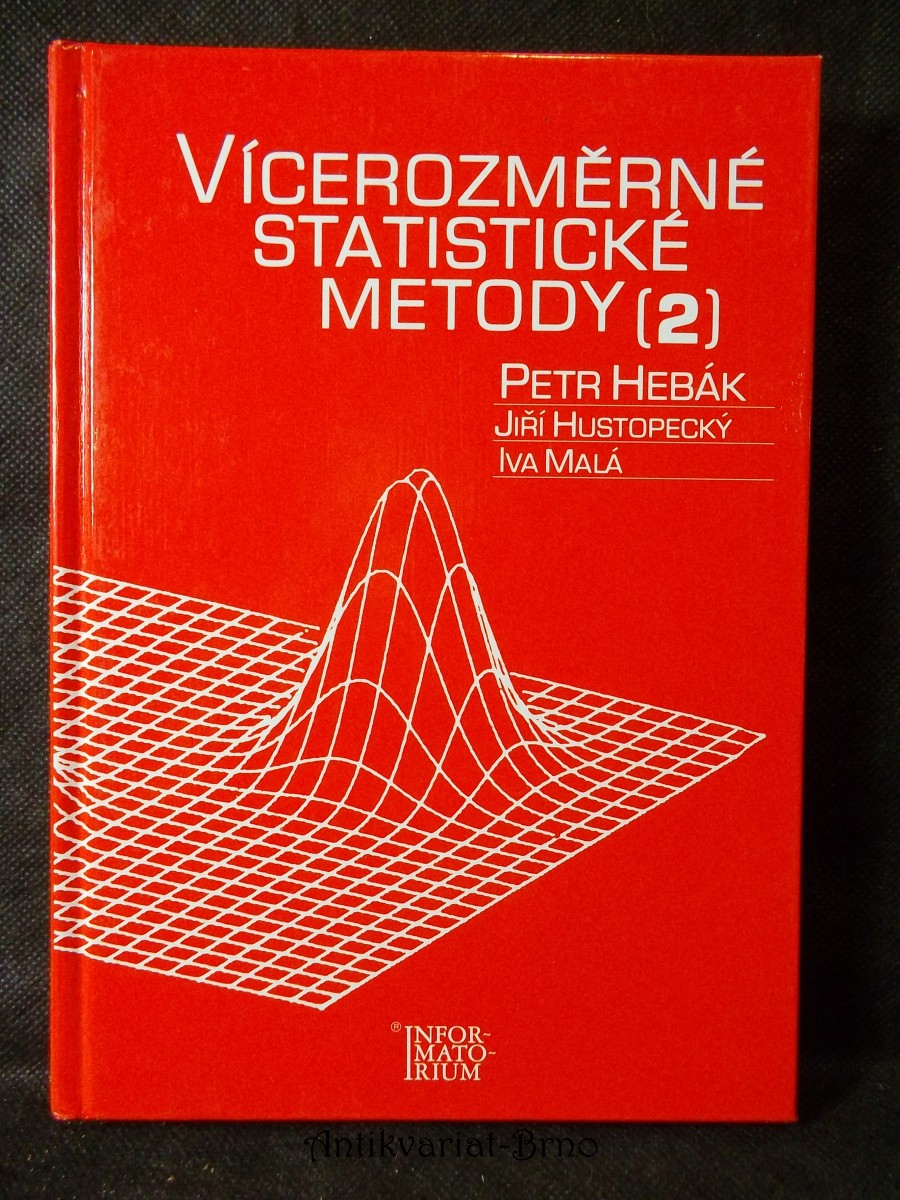 VÍCEROZMĚRNÉ
STATISTICKÉ
METODY (2)
PETR HEBÁK
JIŘÍ HUSTOPECKÝ
IVA MALÁ
® INFOR~
MATO~
RIUM
Antikvariat-Brno